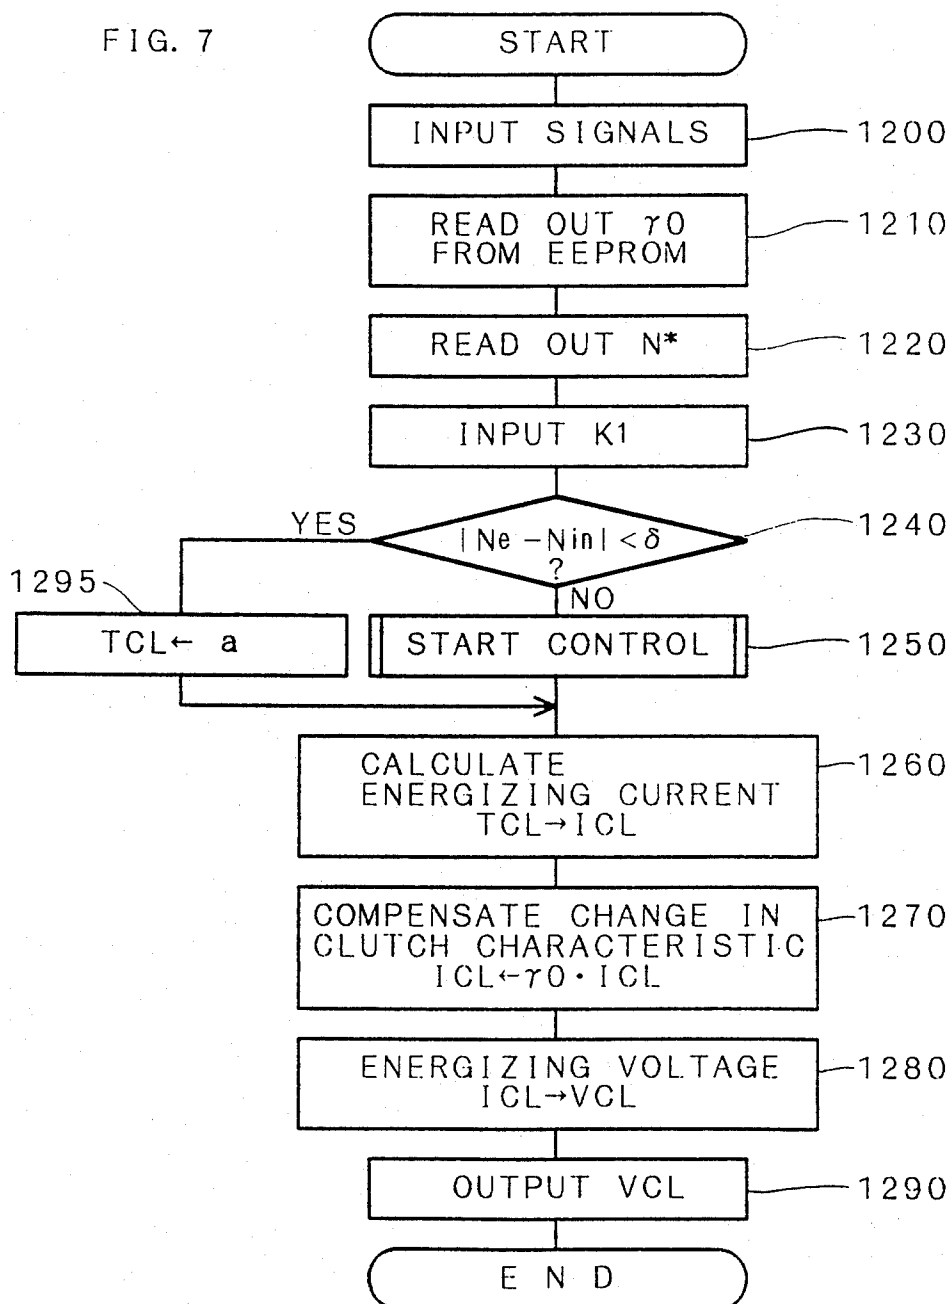 FIG. 7
START
INPUT SIGNALS
1200
READ OUT γ0
FROM EEPROM
1210
READ OUT N*
1220
INPUT K1
1230
YES
|Ne-Nin|<δ
?
1240
NO
1295
TCL← a
START CONTROL
1250
CALCULATE
ENERGIZING CURRENT
TCL→ICL
1260
COMPENSATE CHANGE IN
CLUTCH CHARACTERISTIC
ICL←γ0・ICL
1270
ENERGIZING VOLTAGE
ICL→VCL
1280
OUTPUT VCL
1290
END